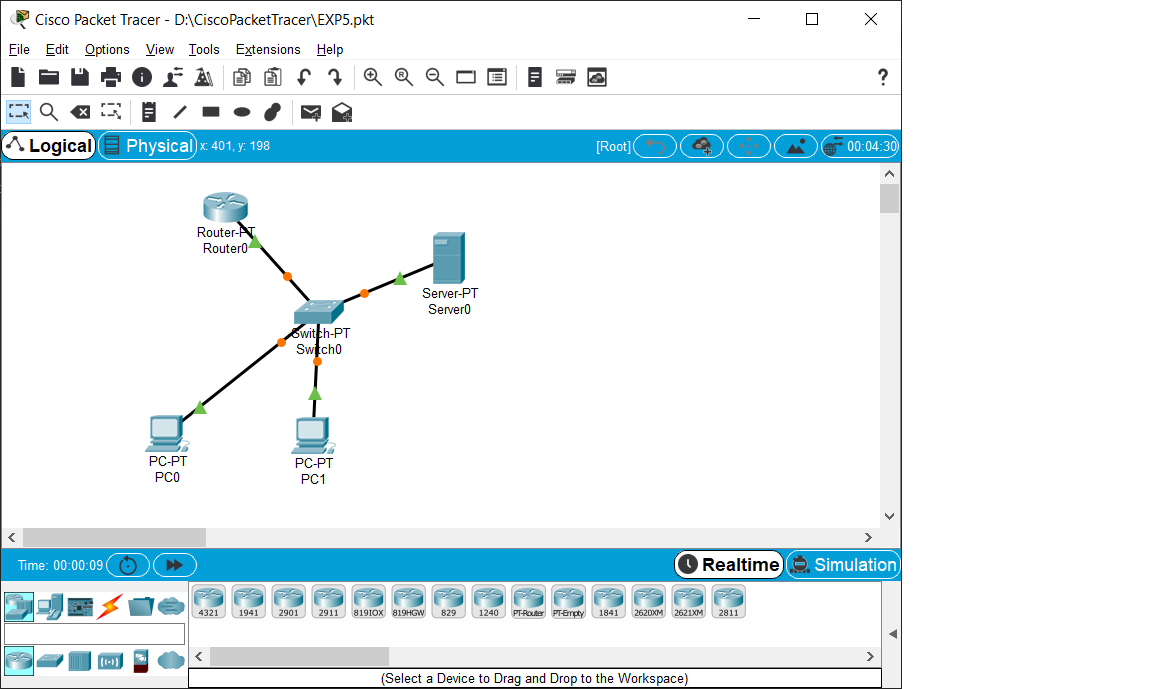 Cisco Packet Tracer - D:\CiscoPacketTracer\EXP5.pkt
File Edit Options View Tools Extensions Help
R ?
Logical Physical x: 401, y: 198 [Root] 00:04:30
Router-PT
Router0
Server-PT
Server0
Switch-PT
Switch0
PC-PT
PC0
PC-PT
PC1
Time: 00:00:09 Realtime Simulation
4321 1941 2901 2911 819IOX 819HGW 829 1240 PT-Router PT-Empty 1841 2620XM 2621XM 2811
(Select a Device to Drag and Drop to the Workspace)